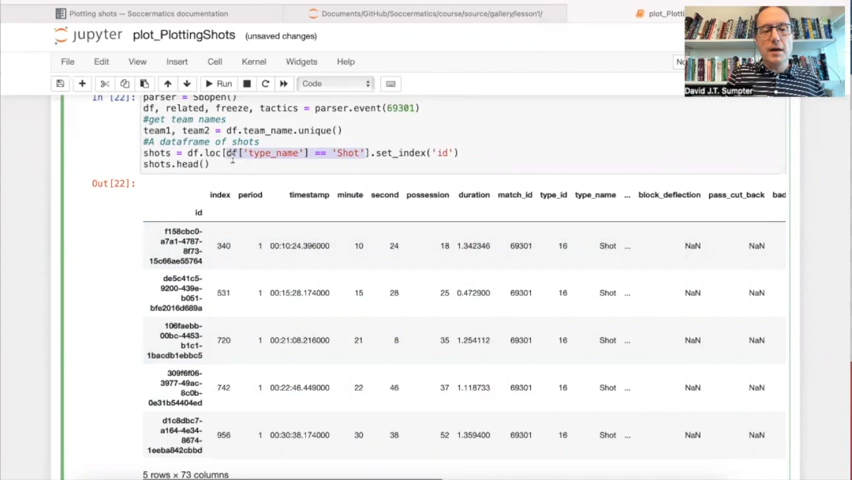 Plotting shots — Soccermatics documentation
Documents/GitHub/Soccermatics/course/source/gallery/lesson1/
plot_PlottingShots
jupyter plot_PlottingShots (unsaved changes)
File Edit View Insert Cell Kernel Widgets Help
Run Code
David J.T. Sumpter
In [22]: parser = Sbopen()
df, related, freeze, tactics = parser.event(69301)
#get team names
team1, team2 = df.team_name.unique()
#A dataframe of shots
shots = df.loc[df['type_name'] == 'Shot'].set_index('id')
shots.head()
Out[22]:
index period timestamp minute second possession duration match_id type_id type_name ... block_deflection pass_cut_back bad
id
f158cbc0-
a7a1-4787-
8f73-
15c66ae55764
340 1 00:10:24.396000 10 24 18 1.342346 69301 16 Shot ... NaN NaN
de5c41c5-
9200-439e-
b051-
bfe2016d689a
531 1 00:15:28.174000 15 28 25 0.472900 69301 16 Shot ... NaN NaN
106faebb-
00bc-4453-
b1c1-
1bacdb1ebbc5
720 1 00:21:08.216000 21 8 35 1.254112 69301 16 Shot ... NaN NaN
309f6f06-
3977-49ac-
8c0b-
0e31b54404ed
742 1 00:22:46.449000 22 46 37 1.118733 69301 16 Shot ... NaN NaN
d1c8dbc7-
a164-4e34-
8674-
1eeba842cbbd
956 1 00:30:38.174000 30 38 52 1.359400 69301 16 Shot ... NaN NaN
5 rows × 73 columns